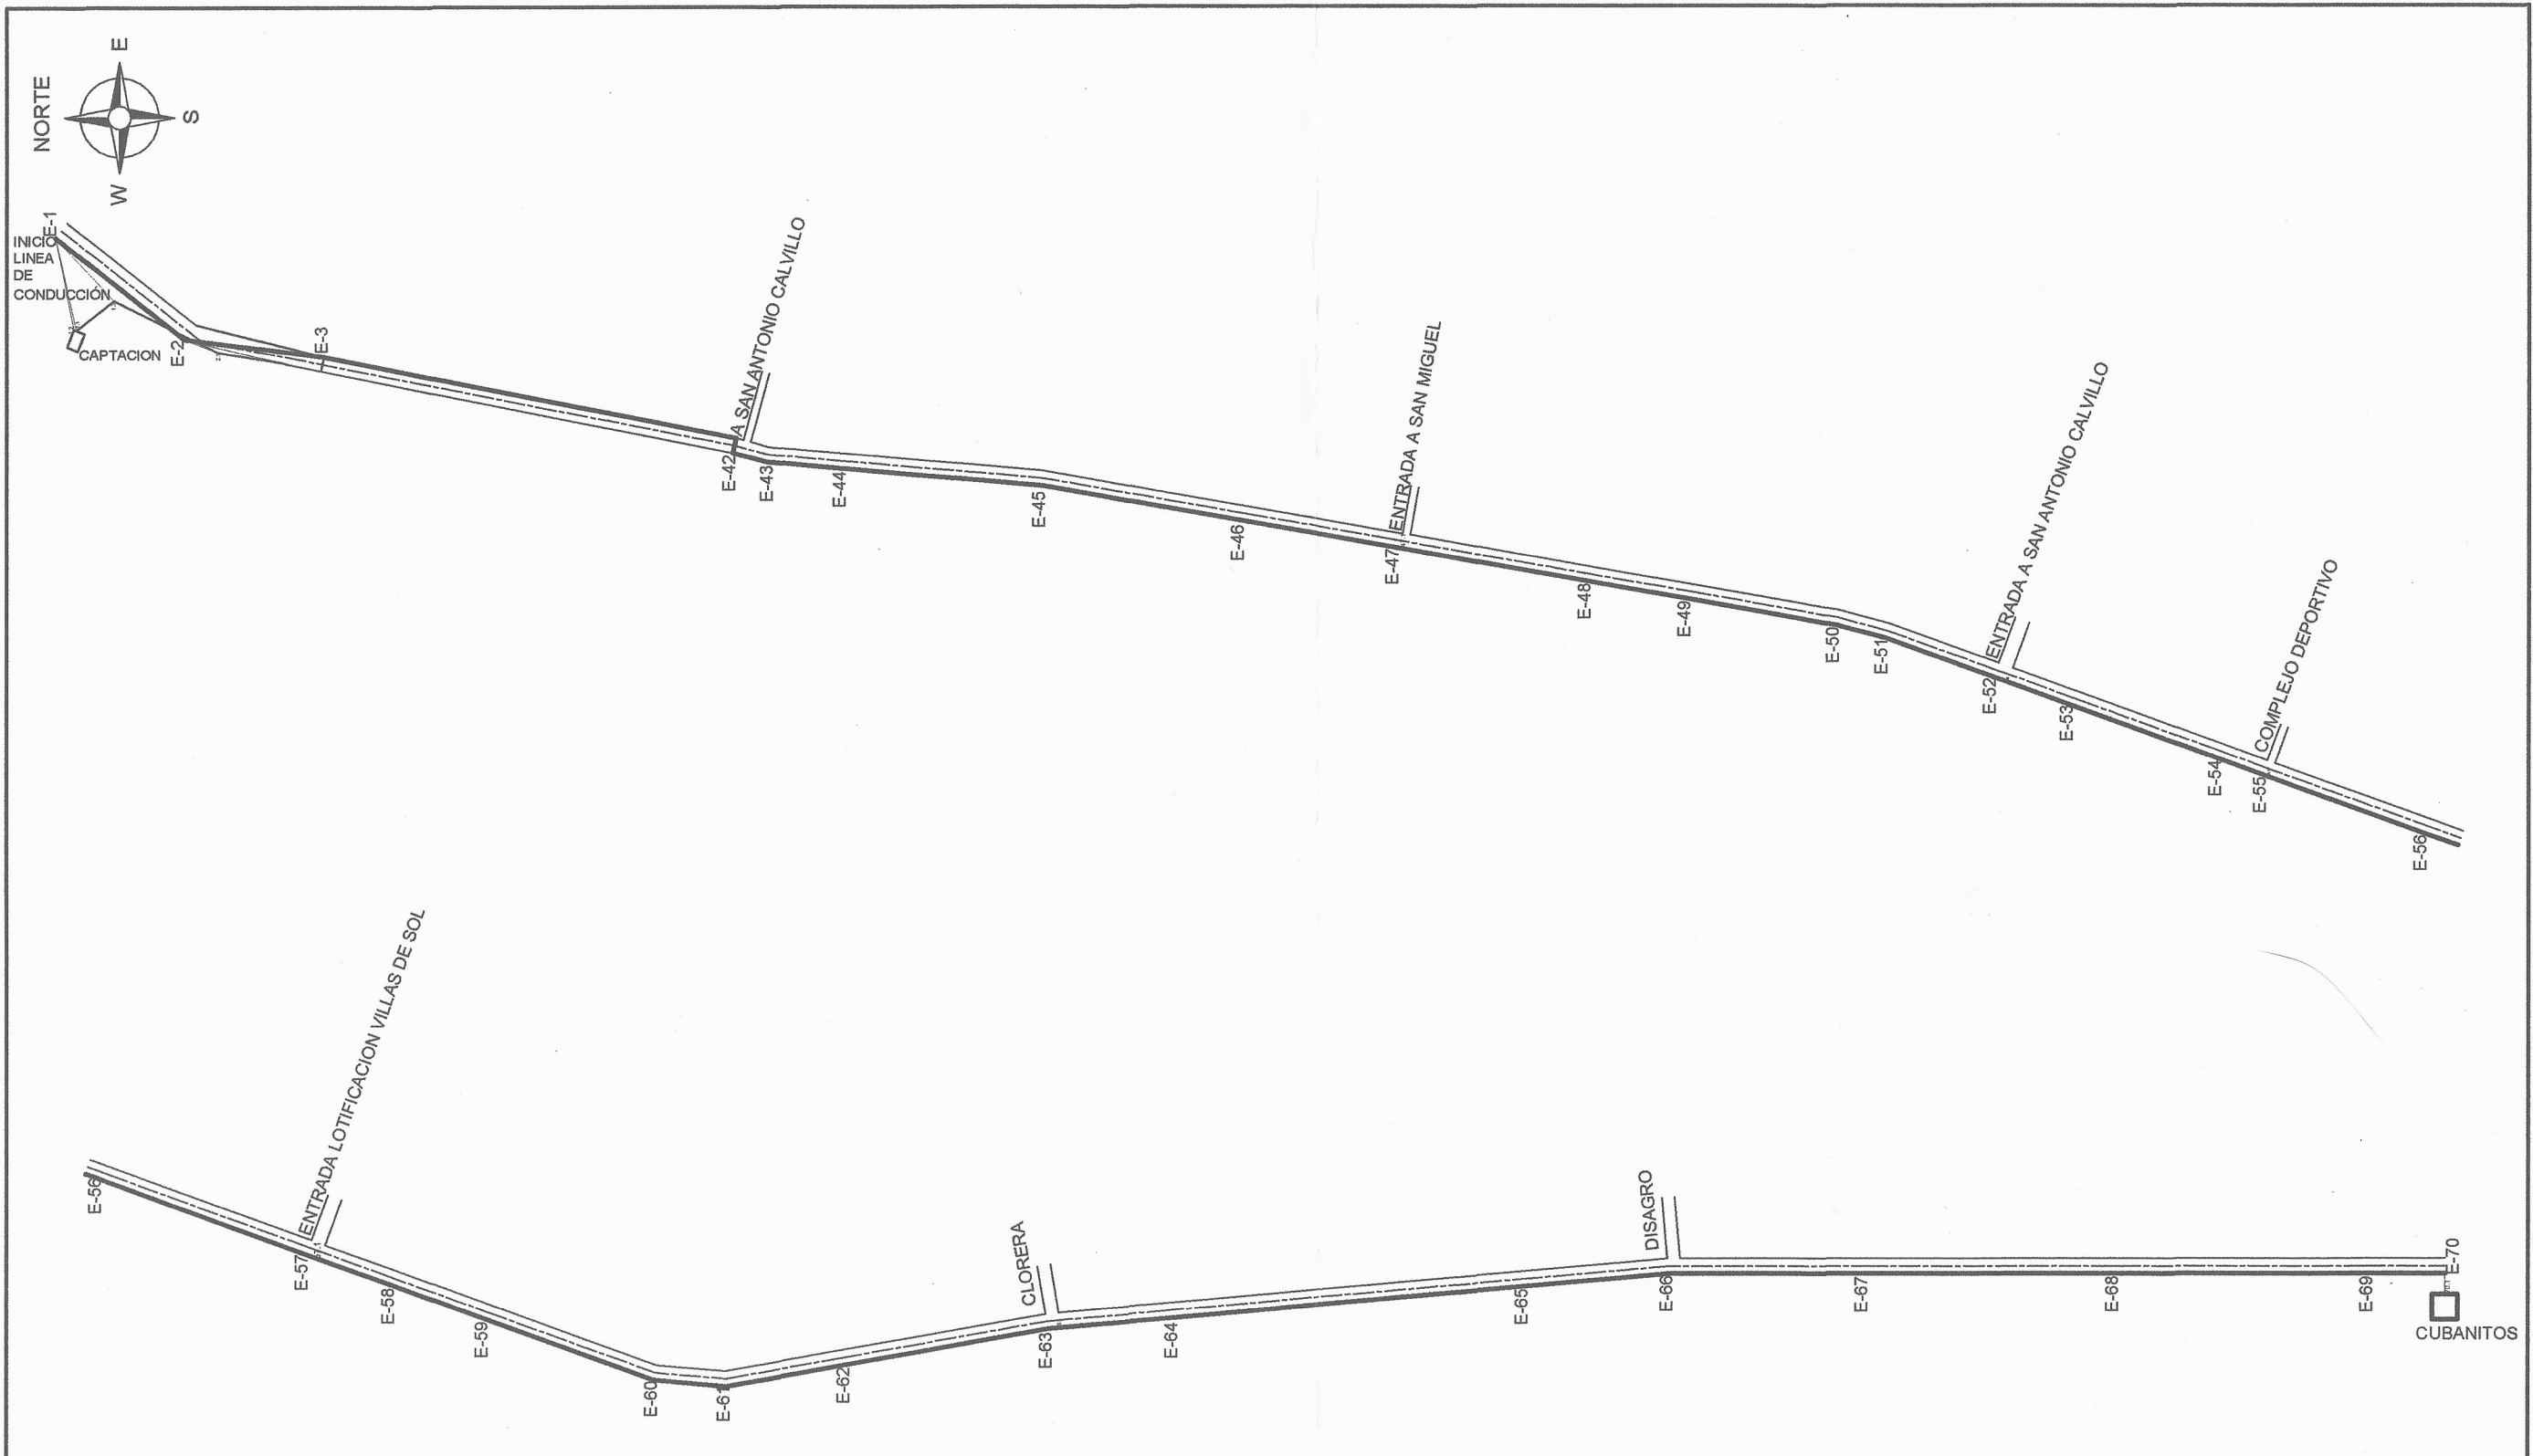 NORTE
E
S
W
E-1
INICIO
LINEA
DE
CONDUCCIÓN
CAPTACION
E-2
E-3
A SAN ANTONIO CALVILLO
E-42
E-43
E-44
E-45
E-46
ENTRADA A SAN MIGUEL
E-47
E-48
E-49
E-50
E-51
ENTRADA A SAN ANTONIO CALVILLO
E-52
E-53
E-54
COMPLEJO DEPORTIVO
E-55
E-56
E-56
ENTRADA LOTIFICACION VILLAS DE SOL
E-57
E-58
E-59
E-60
E-61
E-62
CLORERA
E-63
E-64
E-65
DISAGRO
E-66
E-67
E-68
E-69
E-70
CUBANITOS